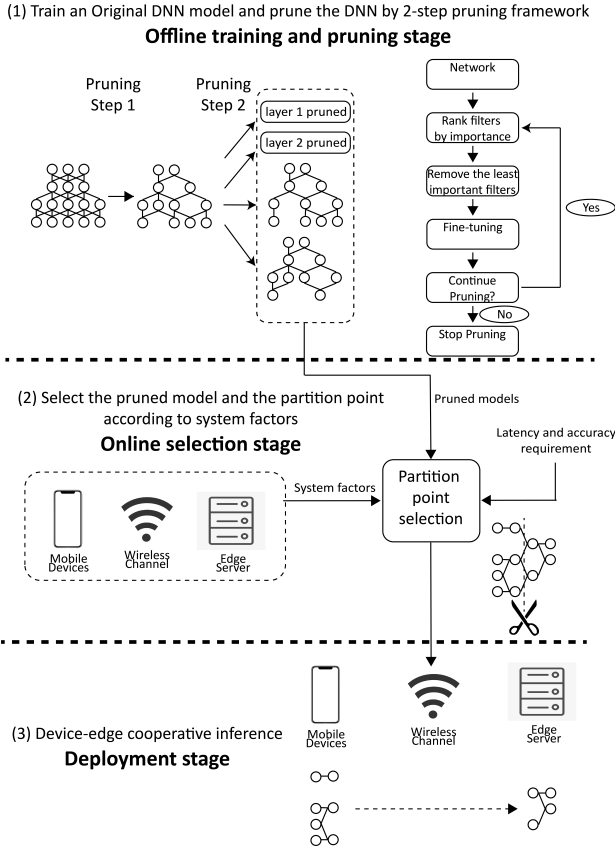 (1) Train an Original DNN model and prune the DNN by 2-step pruning framework
Offline training and pruning stage
Pruning
Step 1
Pruning
Step 2
layer 1 pruned
layer 2 pruned
Network
Rank filters
by importance
Remove the least
important filters
Fine-tuning
Continue
Pruning?
Yes
No
Stop Pruning
(2) Select the pruned model and the partition point
according to system factors
Online selection stage
Pruned models
Latency and accuracy
requirement
System factors
Partition
point
selection
Mobile
Devices
Wireless
Channel
Edge
Server
(3) Device-edge cooperative inference
Deployment stage
Mobile
Devices
Wireless
Channel
Edge
Server